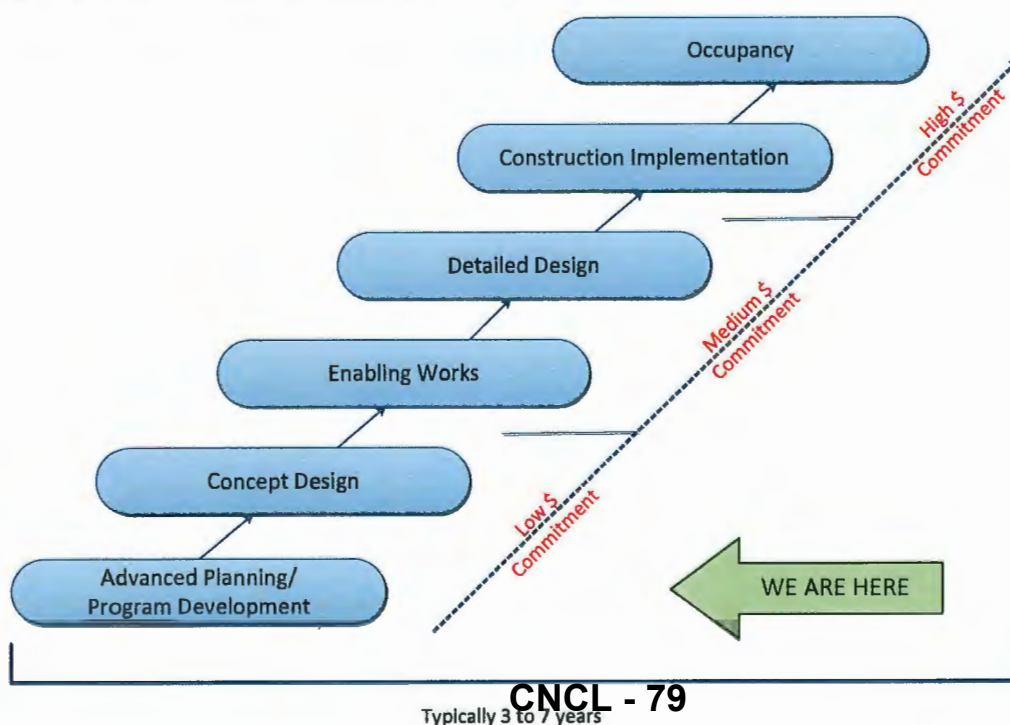 Occupancy
High $
Commitment
Construction Implementation
Detailed Design
Medium $
Commitment
Enabling Works
Concept Design
Low $
Commitment
Advanced Planning/
Program Development
WE ARE HERE
CNCL - 79
Typically 3 to 7 years